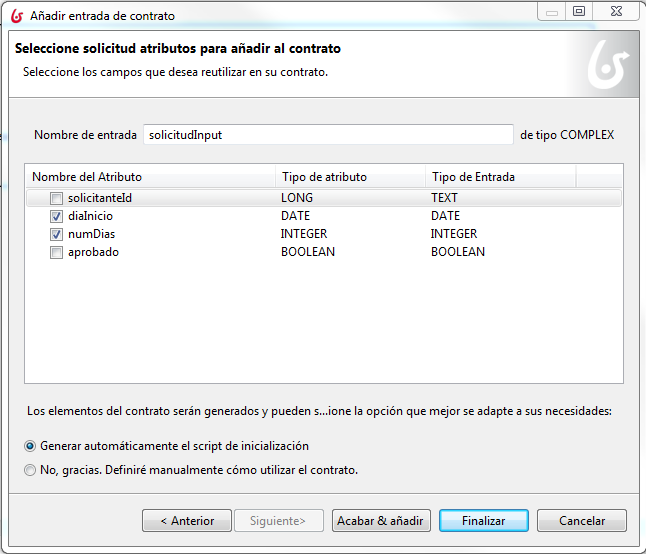 Añadir entrada de contrato
Seleccione solicitud atributos para añadir al contrato
Seleccione los campos que desea reutilizar en su contrato.
Nombre de entrada solicitudInput de tipo COMPLEX
Nombre del Atributo Tipo de atributo Tipo de Entrada
solicitanteId LONG TEXT
diaInicio DATE DATE
numDias INTEGER INTEGER
aprobado BOOLEAN BOOLEAN
Los elementos del contrato serán generados y pueden s...ione la opción que mejor se adapte a sus necesidades:
Generar automáticamente el script de inicialización
No, gracias. Definiré manualmente cómo utilizar el contrato.
< Anterior Siguiente> Acabar & añadir Finalizar Cancelar